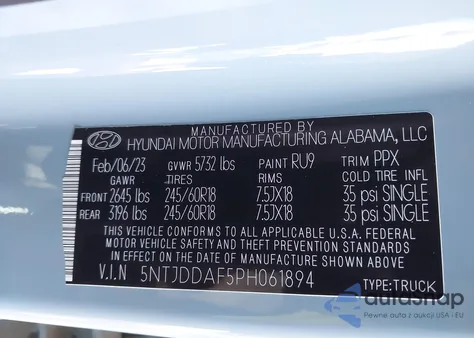 MANUFACTURED BY
HYUNDAI MOTOR MANUFACTURING ALABAMA, LLC
Feb/06/23 GVWR 5732 lbs PAINT RU9 TRIM PPX
GAWR TIRES RIMS COLD TIRE INFL
FRONT 2645 lbs 245/60R18 7.5JX18 35 psi SINGLE
REAR 3196 lbs 245/60R18 7.5JX18 35 psi SINGLE
THIS VEHICLE CONFORMS TO ALL APPLICABLE U.S.A. FEDERAL
MOTOR VEHICLE SAFETY AND THEFT PREVENTION STANDARDS
IN EFFECT ON THE DATE OF MANUFACTURE SHOWN ABOVE.
V.I.N 5NTJDDAF5PH061894 TYPE:TRUCK
autosnap
Pewne auta z aukcji USA - EU